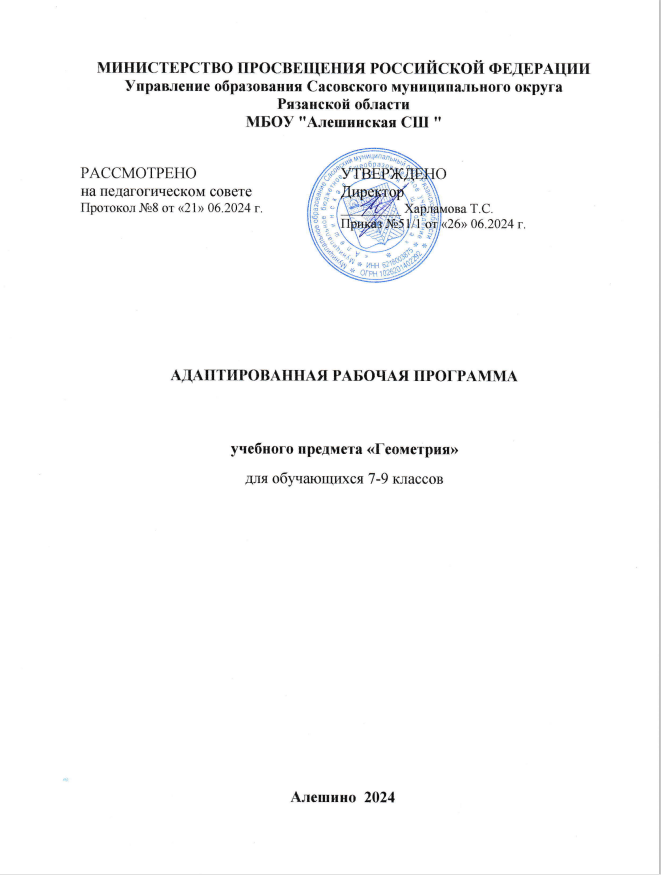 МИНИСТЕРСТВО ПРОСВЕЩЕНИЯ РОССИЙСКОЙ ФЕДЕРАЦИИ
Управление образования Сасовского муниципального округа
Рязанской области
МБОУ "Алешинская СШ "
РАССМОТРЕНО
на педагогическом совете
Протокол №8 от «21» 06.2024 г.
УТВЕРЖДЕНО
Директор
Харламова Т.С.
Приказ №51/1 от «26» 06.2024 г.
АДАПТИРОВАННАЯ РАБОЧАЯ ПРОГРАММА
учебного предмета «Геометрия»
для обучающихся 7-9 классов
Алешино 2024